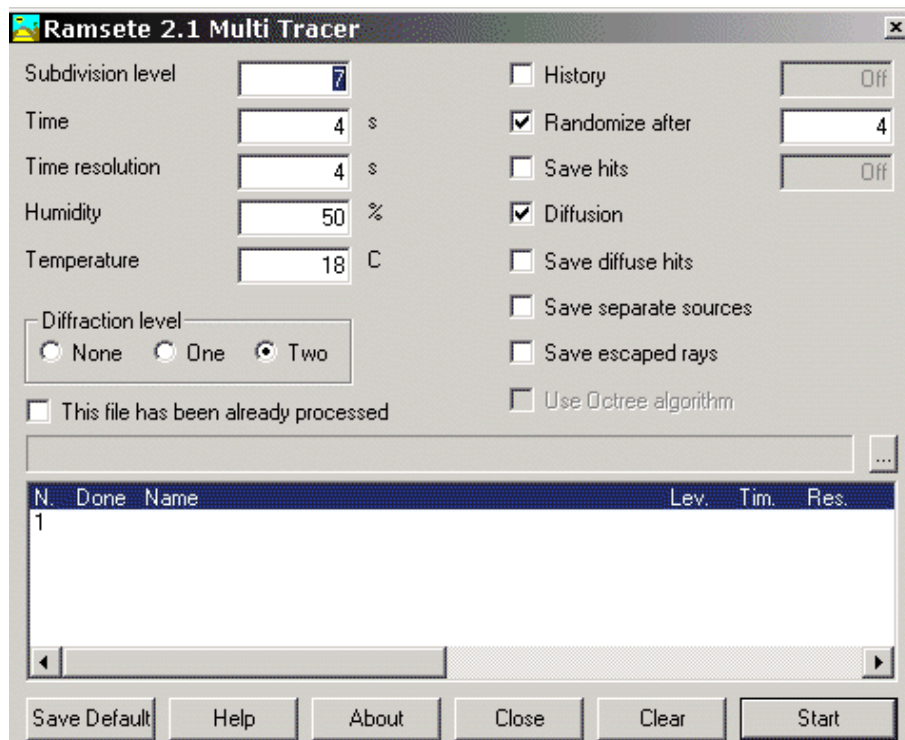 Ramsete 2.1 Multi Tracer
Subdivision level 7
Time 4 s
Time resolution 4 s
Humidity 50 %
Temperature 18 C
Diffraction level
None One Two
This file has been already processed
History Off
Randomize after 4
Save hits Off
Diffusion
Save diffuse hits
Save separate sources
Save escaped rays
Use Octree algorithm
...
N. Done Name Lev. Tim. Res.
1
Save Default Help About Close Clear Start